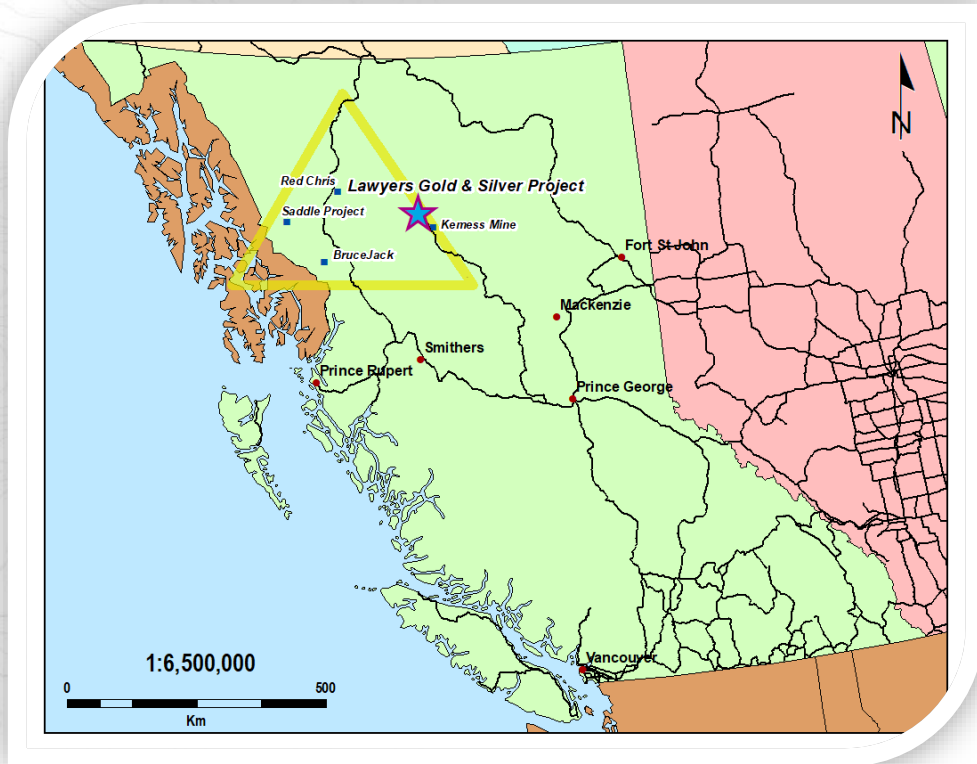 N
Red Chris
Lawyers Gold & Silver Project
Saddle Project
Kemess Mine
BruceJack
Fort St John
Mackenzie
Smithers
Prince Rupert
Prince George
Vancouver
1:6,500,000
0 500
Km